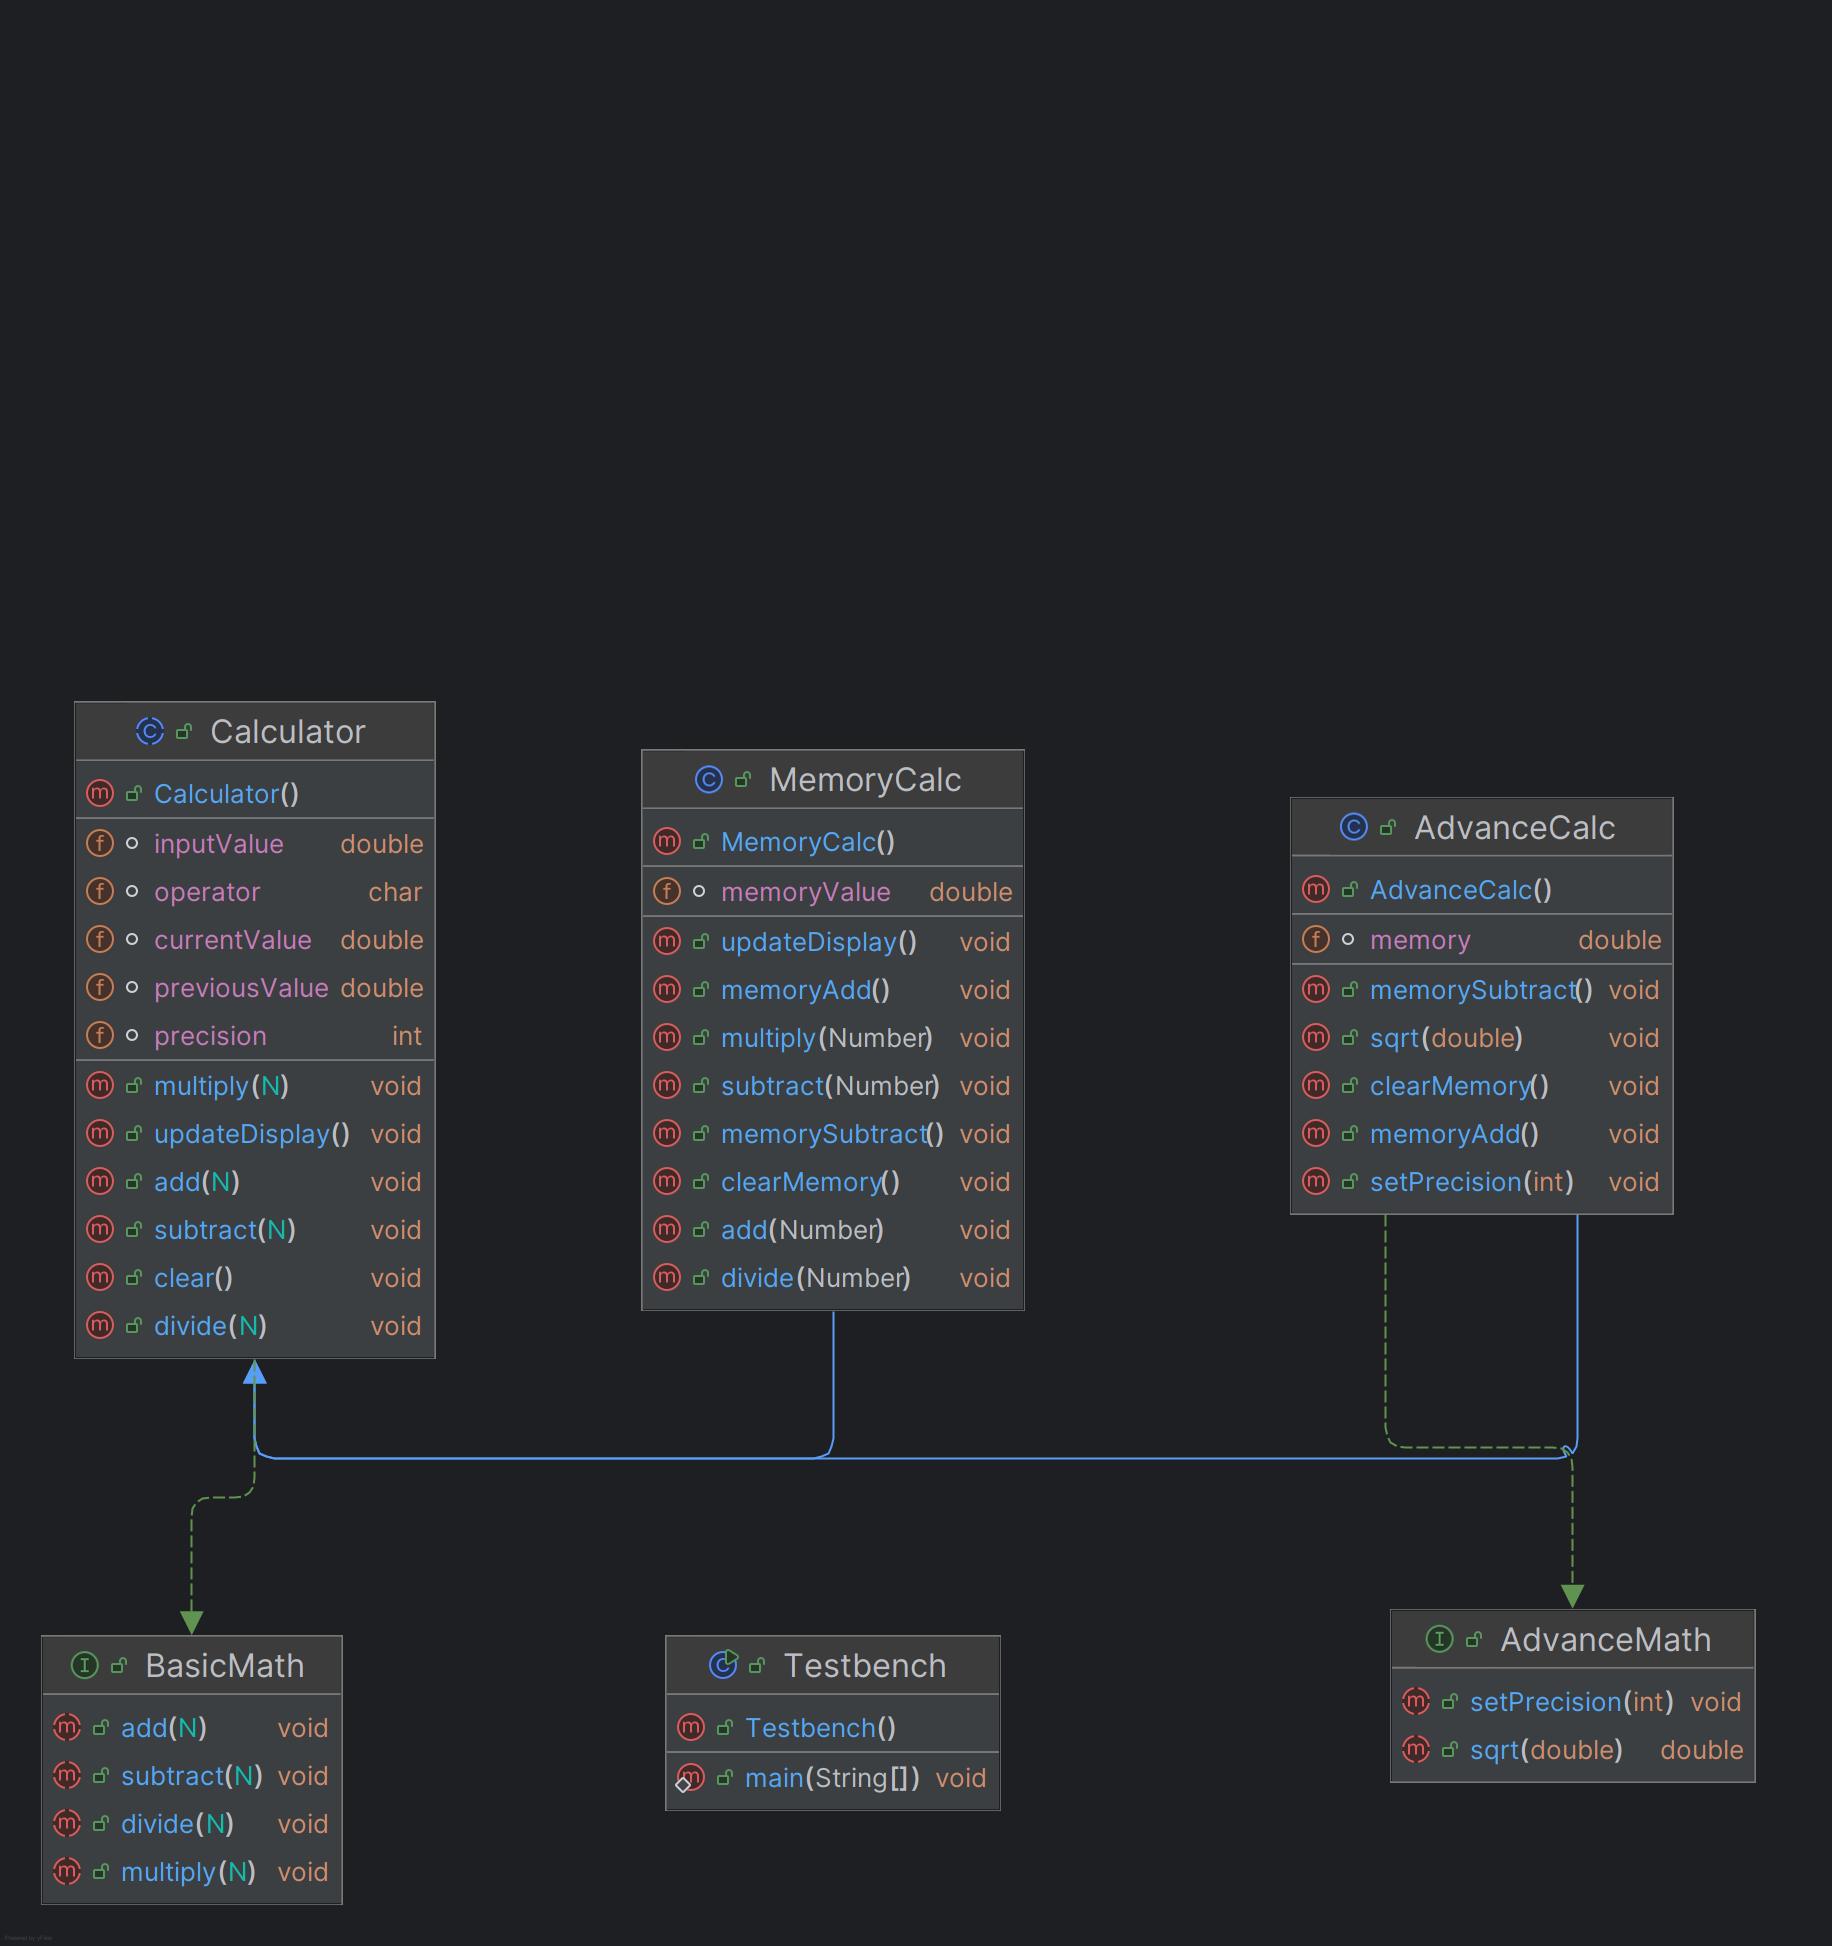 Calculator
Calculator()
inputValue double
operator char
currentValue double
previousValue double
precision int
multiply(N) void
updateDisplay() void
add(N) void
subtract(N) void
clear() void
divide(N) void
MemoryCalc
MemoryCalc()
memoryValue double
updateDisplay() void
memoryAdd() void
multiply(Number) void
subtract(Number) void
memorySubtract() void
clearMemory() void
add(Number) void
divide(Number) void
AdvanceCalc
AdvanceCalc()
memory double
memorySubtract() void
sqrt(double) void
clearMemory() void
memoryAdd() void
setPrecision(int) void
BasicMath
add(N) void
subtract(N) void
divide(N) void
multiply(N) void
Testbench
Testbench()
main(String[]) void
AdvanceMath
setPrecision(int) void
sqrt(double) double
Powered by yFiles